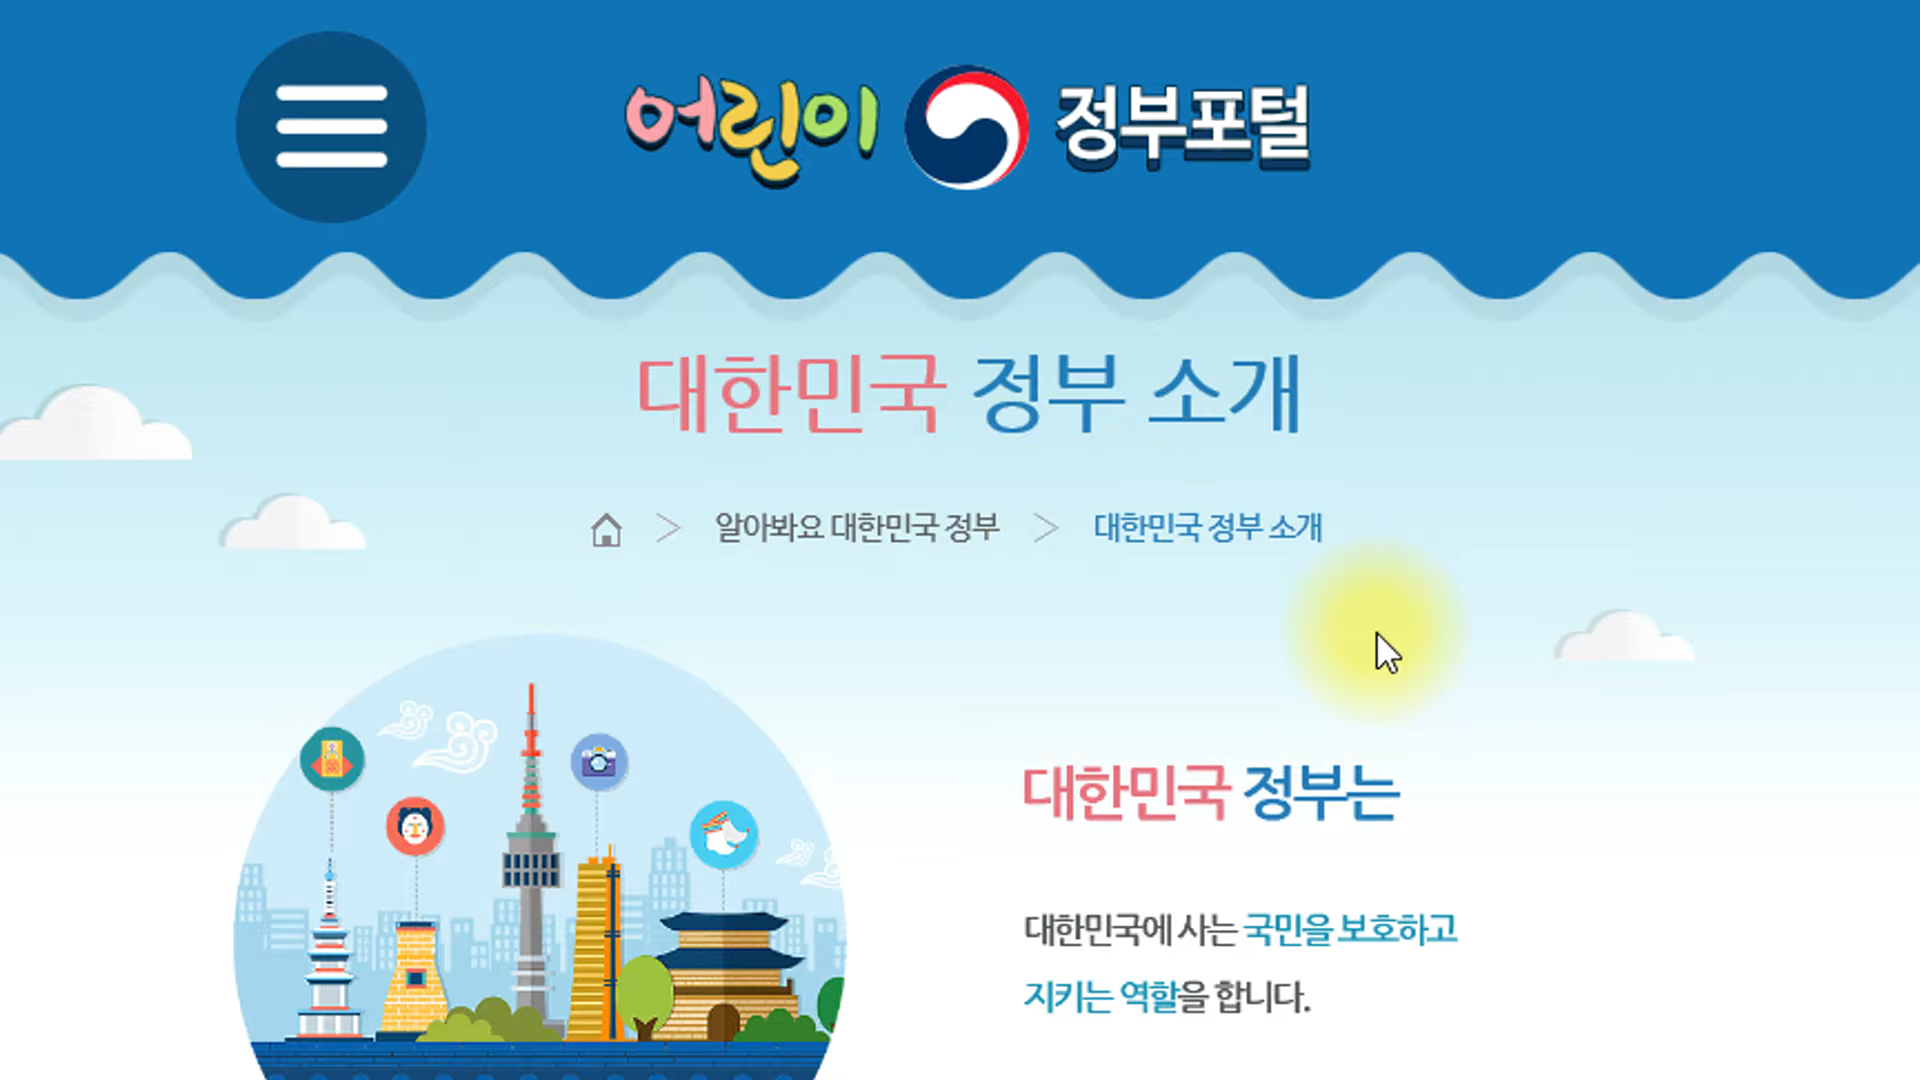 어린이 정부포털
대한민국 정부 소개
알아봐요 대한민국 정부 > 대한민국 정부 소개
대한민국 정부는
대한민국에 사는 국민을 보호하고
지키는 역할을 합니다.